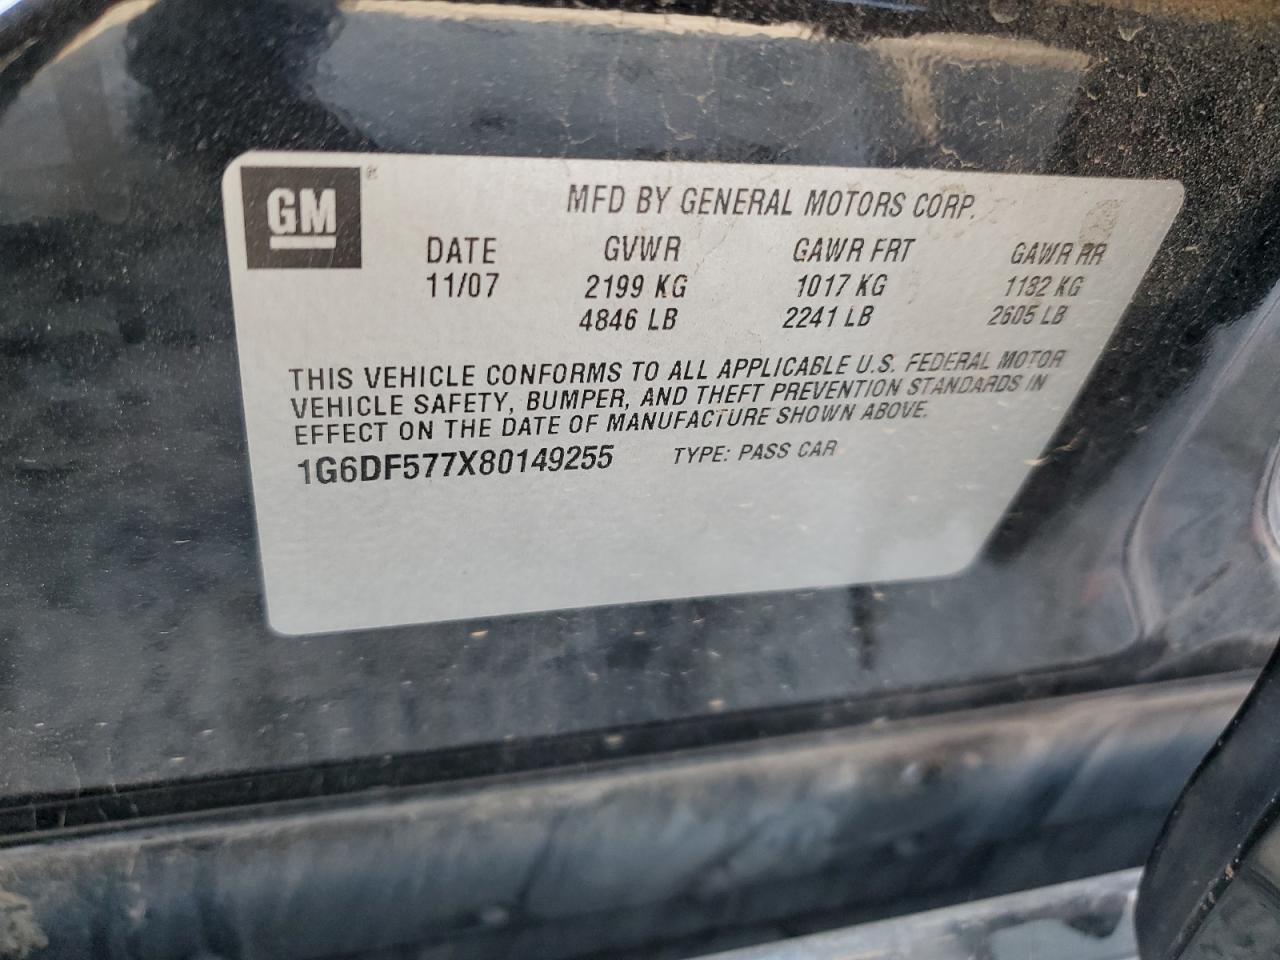 GM ®
MFD BY GENERAL MOTORS CORP.
DATE GVWR GAWR FRT GAWR RR
11/07 2199 KG 1017 KG 1182 KG
4846 LB 2241 LB 2605 LB
THIS VEHICLE CONFORMS TO ALL APPLICABLE U.S. FEDERAL MOTOR
VEHICLE SAFETY, BUMPER, AND THEFT PREVENTION STANDARDS IN
EFFECT ON THE DATE OF MANUFACTURE SHOWN ABOVE.
1G6DF577X80149255 TYPE: PASS CAR